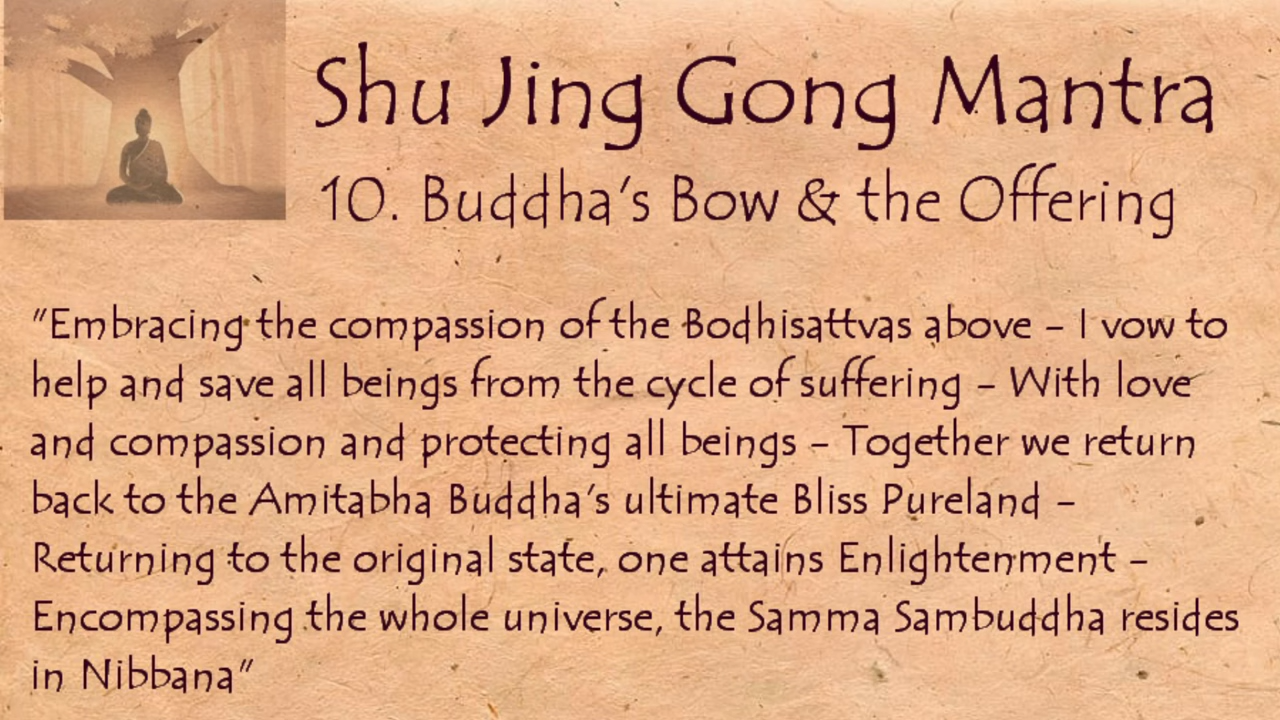 Shu Jing Gong Mantra
10. Buddha's Bow & the Offering
"Embracing the compassion of the Bodhisattvas above – I vow to
help and save all beings from the cycle of suffering – With love
and compassion and protecting all beings – Together we return
back to the Amitabha Buddha's ultimate Bliss Pureland –
Returning to the original state, one attains Enlightenment –
Encompassing the whole universe, the Samma Sambuddha resides
in Nibbana"